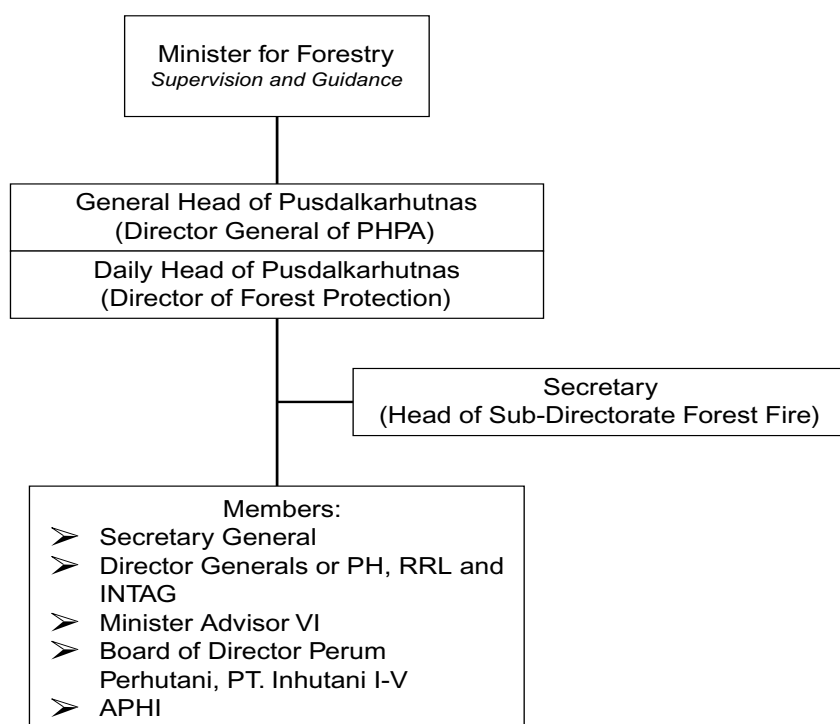 Minister for Forestry
Supervision and Guidance
General Head of Pusdalkarhutnas
(Director General of PHPA)
Daily Head of Pusdalkarhutnas
(Director of Forest Protection)
Secretary
(Head of Sub-Directorate Forest Fire)
Members:
➢ Secretary General
➢ Director Generals or PH, RRL and
INTAG
➢ Minister Advisor VI
➢ Board of Director Perum
Perhutani, PT. Inhutani I-V
➢ APHI